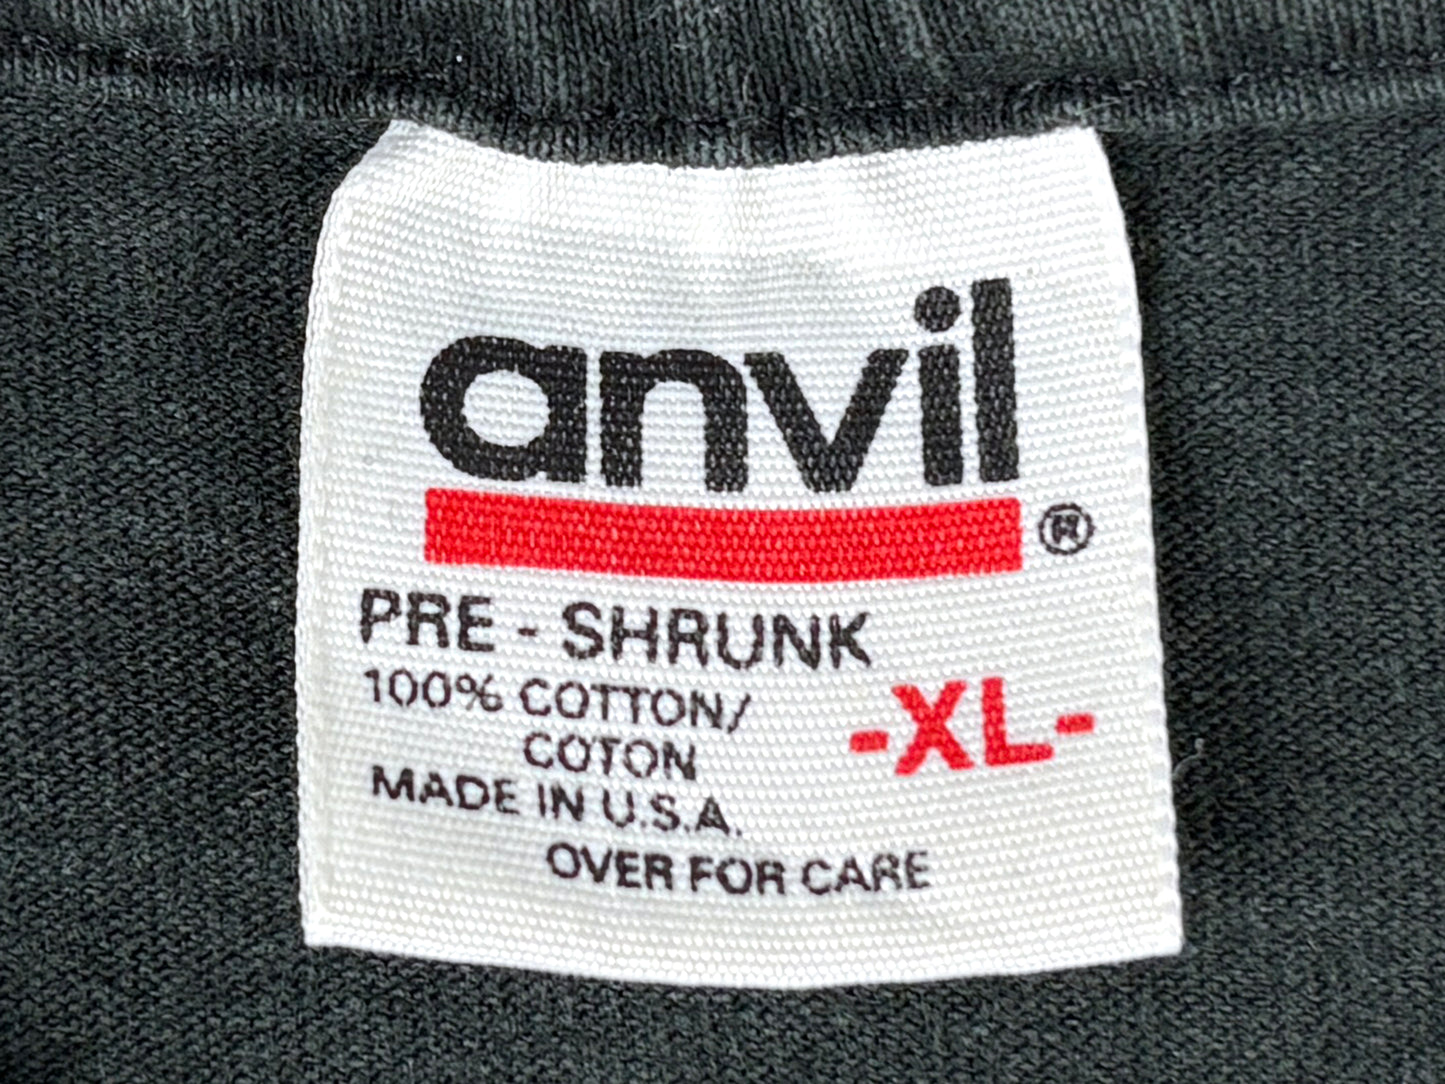 anvil
®
PRE - SHRUNK
100% COTTON/
COTON
-XL-
MADE IN U.S.A.
OVER FOR CARE